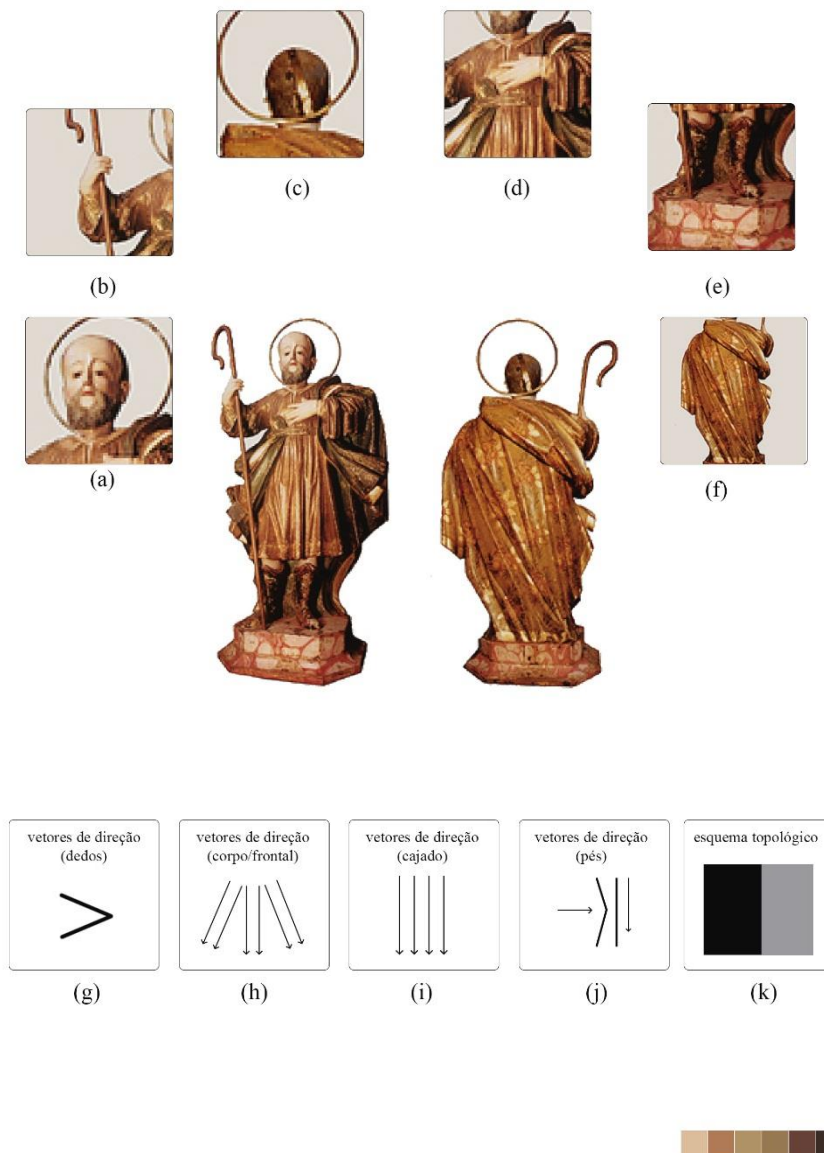 (c)
(d)
(b)
(e)
(a)
(f)
vetores de direção
(dedos)
vetores de direção
(corpo/frontal)
vetores de direção
(cajado)
vetores de direção
(pés)
esquema topológico
(g)
(h)
(i)
(j)
(k)